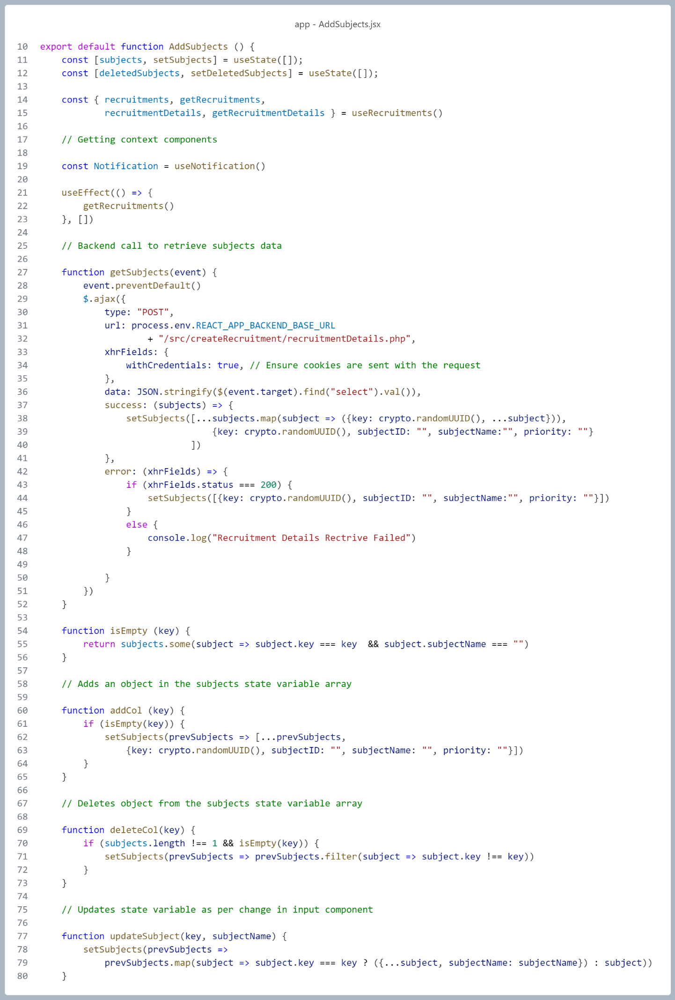 app - AddSubjects.jsx
10 export default function AddSubjects () {
11     const [subjects, setSubjects] = useState([]);
12     const [deletedSubjects, setDeletedSubjects] = useState([]);
13
14     const { recruitments, getRecruitments,
15             recruitmentDetails, getRecruitmentDetails } = useRecruitments()
16
17     // Getting context components
18
19     const Notification = useNotification()
20
21     useEffect(() => {
22         getRecruitments()
23     }, [])
24
25     // Backend call to retrieve subjects data
26
27     function getSubjects(event) {
28         event.preventDefault()
29         $.ajax({
30             type: "POST",
31             url: process.env.REACT_APP_BACKEND_BASE_URL
32                     + "/src/createRecruitment/recruitmentDetails.php",
33             xhrFields: {
34                 withCredentials: true, // Ensure cookies are sent with the request
35             },
36             data: JSON.stringify($(event.target).find("select").val()),
37             success: (subjects) => {
38                 setSubjects([...subjects.map(subject => ({key: crypto.randomUUID(), ...subject})),
39                                 {key: crypto.randomUUID(), subjectID: "", subjectName:"", priority: ""}
40                             ])
41             },
42             error: (xhrFields) => {
43                 if (xhrFields.status === 200) {
44                     setSubjects([{key: crypto.randomUUID(), subjectID: "", subjectName:"", priority: ""}])
45                 }
46                 else {
47                     console.log("Recruitment Details Rectrive Failed")
48                 }
49
50             }
51         })
52     }
53
54     function isEmpty (key) {
55         return subjects.some(subject => subject.key === key  && subject.subjectName === "")
56     }
57
58     // Adds an object in the subjects state variable array
59
60     function addCol (key) {
61         if (isEmpty(key)) {
62             setSubjects(prevSubjects => [...prevSubjects,
63                 {key: crypto.randomUUID(), subjectID: "", subjectName: "", priority: ""}])
64         }
65     }
66
67     // Deletes object from the subjects state variable array
68
69     function deleteCol(key) {
70         if (subjects.length !== 1 && isEmpty(key)) {
71             setSubjects(prevSubjects => prevSubjects.filter(subject => subject.key !== key))
72         }
73     }
74
75     // Updates state variable as per change in input component
76
77     function updateSubject(key, subjectName) {
78         setSubjects(prevSubjects =>
79             prevSubjects.map(subject => subject.key === key ? ({...subject, subjectName: subjectName}) : subject))
80     }